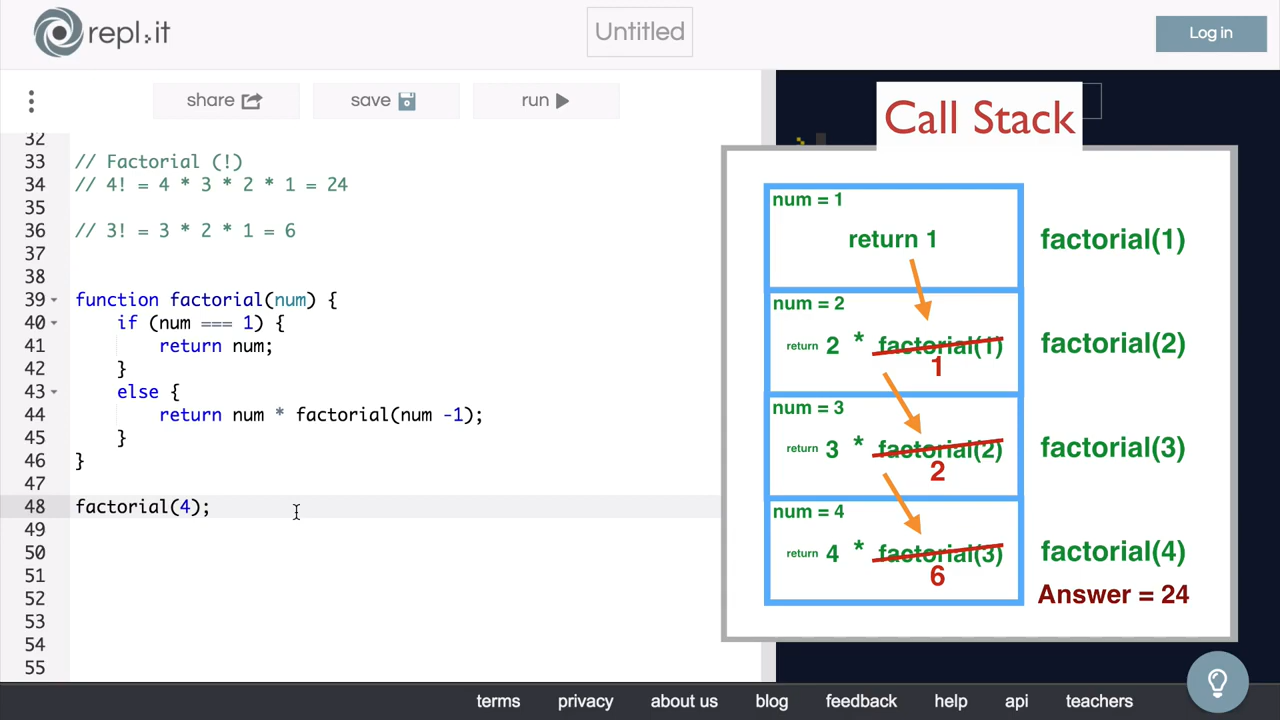 repl.it
Untitled
Log in
share
save
run
32
33 // Factorial (!)
34 // 4! = 4 * 3 * 2 * 1 = 24
35
36 // 3! = 3 * 2 * 1 = 6
37
38
39 function factorial(num) {
40 if (num === 1) {
41 return num;
42 }
43 else {
44 return num * factorial(num -1);
45 }
46 }
47
48 factorial(4);
49
50
51
52
53
54
55
Call Stack
num = 1
return 1 factorial(1)
num = 2
return 2 * factorial(1) factorial(2)
1
num = 3
return 3 * factorial(2) factorial(3)
2
num = 4
return 4 * factorial(3) factorial(4)
6
Answer = 24
terms privacy about us blog feedback help api teachers